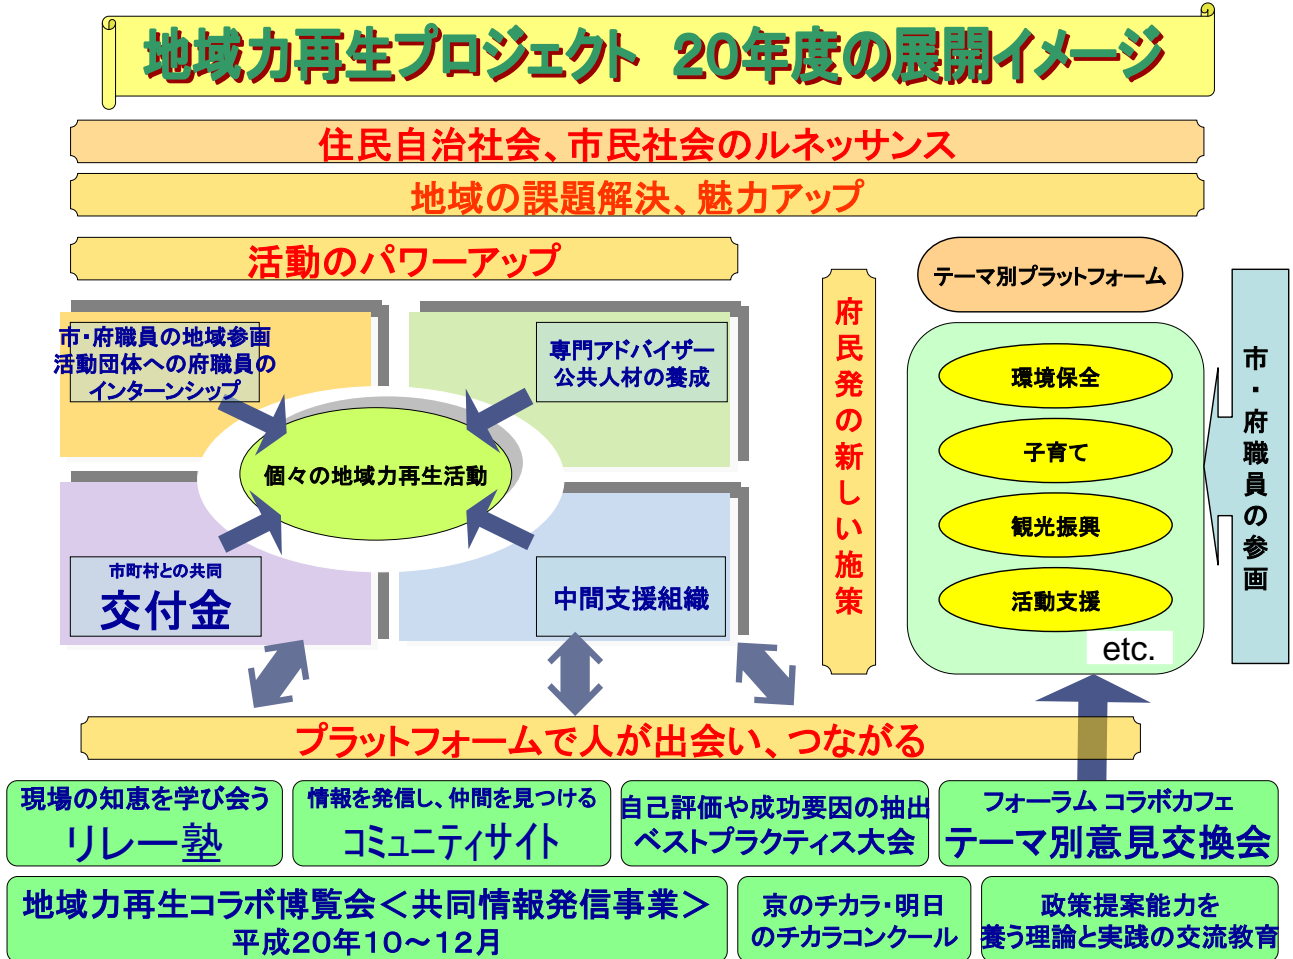 地域力再生プロジェクト 20年度の展開イメージ
住民自治社会、市民社会のルネッサンス
地域の課題解決、魅力アップ
活動のパワーアップ
市・府職員の地域参画
活動団体への府職員の
インターンシップ
専門アドバイザー
公共人材の養成
個々の地域力再生活動
市町村との共同
交付金
中間支援組織
府民発の新しい施策
テーマ別プラットフォーム
環境保全
子育て
観光振興
活動支援
etc.
市・府職員の参画
プラットフォームで人が出会い、つながる
現場の知恵を学び会う
リレー塾
情報を発信し、仲間を見つける
コミュニティサイト
自己評価や成功要因の抽出
ベストプラクティス大会
フォーラム コラボカフェ
テーマ別意見交換会
地域力再生コラボ博覧会＜共同情報発信事業＞
平成20年10～12月
京のチカラ・明日
のチカラコンクール
政策提案能力を
養う理論と実践の交流教育